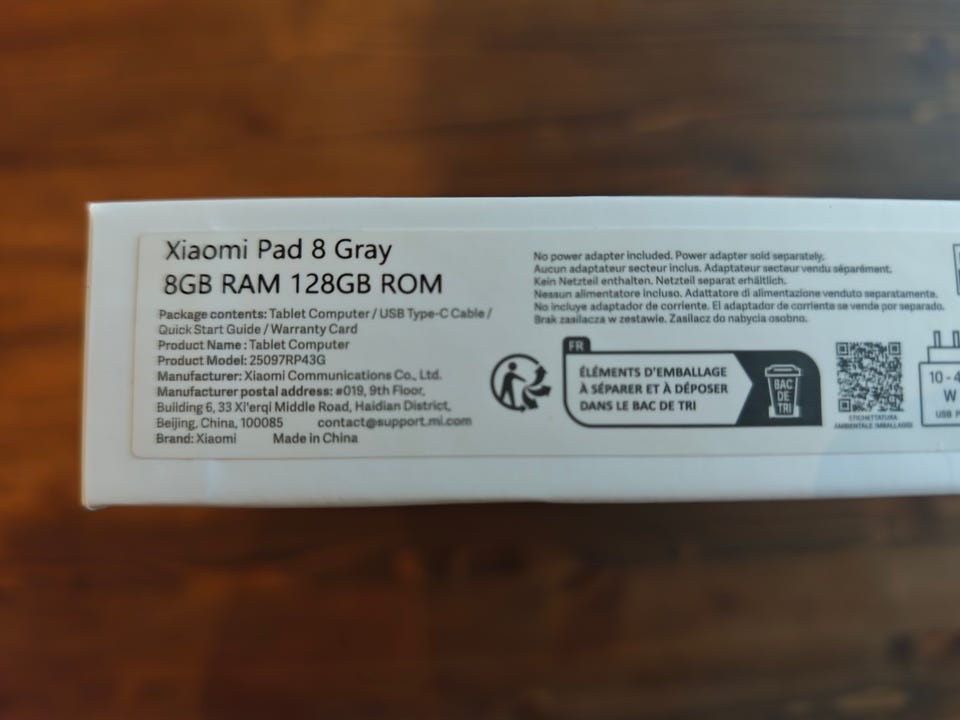 Xiaomi Pad 8 Gray
8GB RAM 128GB ROM
Package contents: Tablet Computer / USB Type-C Cable /
Quick Start Guide / Warranty Card
Product Name : Tablet Computer
Product Model: 25097RP43G
Manufacturer: Xiaomi Communications Co., Ltd.
Manufacturer postal address: #019, 9th Floor,
Building 6, 33 Xi'erqi Middle Road, Haidian District,
Beijing, China, 100085 contact@support.mi.com
Brand: Xiaomi Made in China
No power adapter included. Power adapter sold separately.
Aucun adaptateur secteur inclus. Adaptateur secteur vendu séparément.
Kein Netzteil enthalten. Netzteil separat erhältlich.
Nessun alimentatore incluso. Adattatore di alimentazione venduto separatamente.
No incluye adaptador de corriente. El adaptador de corriente se vende por separado.
Brak zasilacza w zestawie. Zasilacz do nabycia osobno.
FR
ÉLÉMENTS D'EMBALLAGE
À SÉPARER ET À DÉPOSER
DANS LE BAC DE TRI
BAC
DE
TRI
ETICHETTATURA
AMBIENTALE IMBALLAGGI
10 - 4
W
USB P